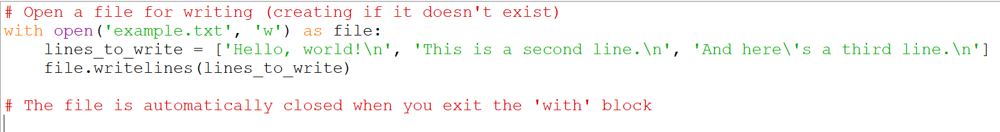 # Open a file for writing (creating if it doesn't exist)
with open('example.txt', 'w') as file:
    lines_to_write = ['Hello, world!\n', 'This is a second line.\n', 'And here\'s a third line.\n']
    file.writelines(lines_to_write)

# The file is automatically closed when you exit the 'with' block